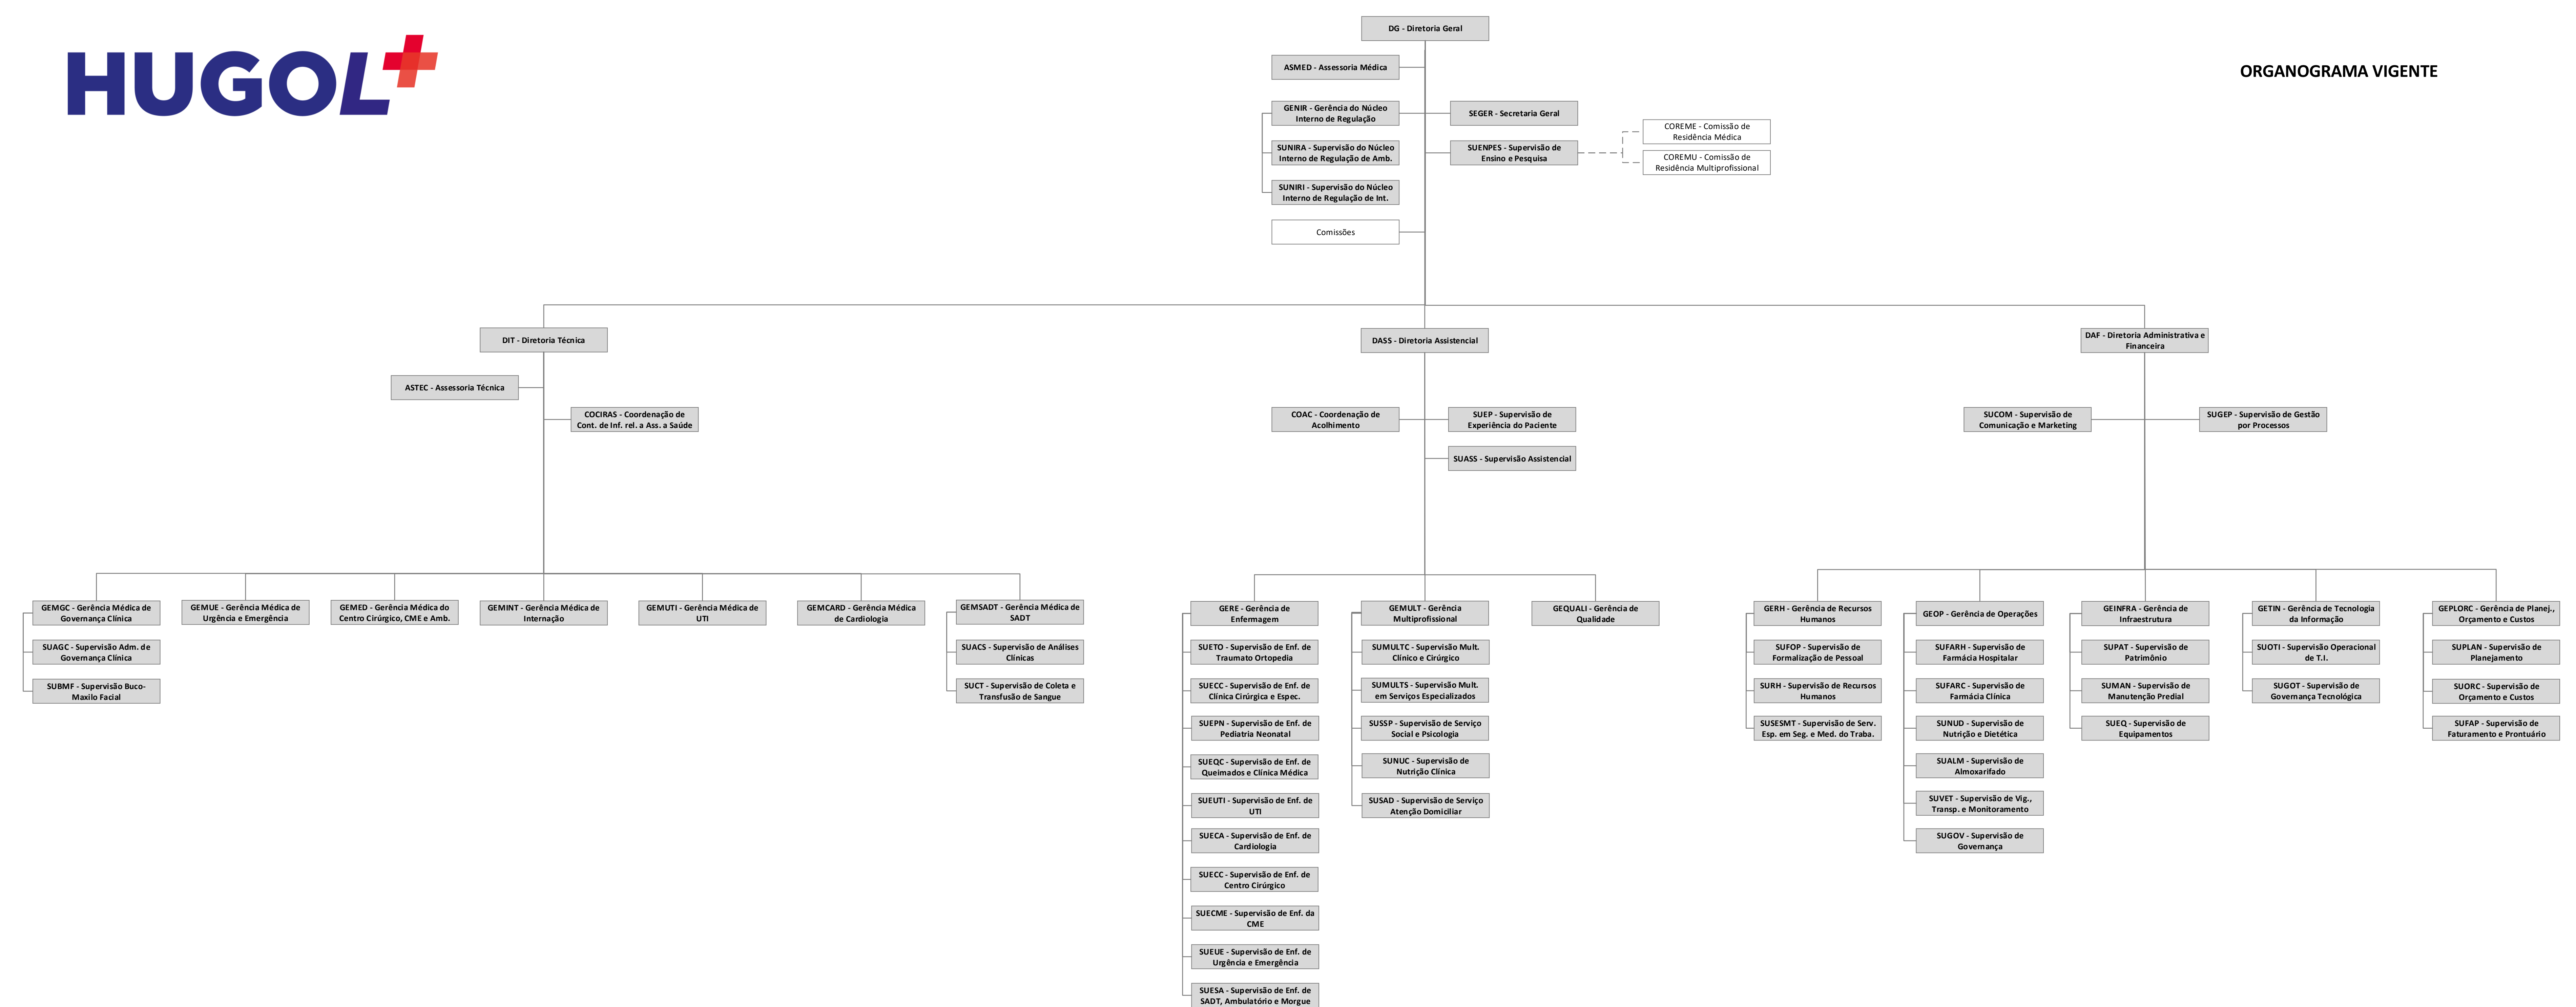 HUGOL
ORGANOGRAMA VIGENTE
DG - Diretoria Geral
ASMED - Assessoria Médica
GENIR - Gerência do Núcleo
Interno de Regulação
SEGER - Secretaria Geral
SUNIRA - Supervisão do Núcleo
Interno de Regulação de Amb.
SUENPES - Supervisão de
Ensino e Pesquisa
COREME - Comissão de
Residência Médica
COREMU - Comissão de
Residência Multiprofissional
SUNIRI - Supervisão do Núcleo
Interno de Regulação de Int.
Comissões
DIT - Diretoria Técnica
DASS - Diretoria Assistencial
DAF - Diretoria Administrativa e
Financeira
ASTEC - Assessoria Técnica
COCIRAS - Coordenação de
Cont. de Inf. rel. a Ass. a Saúde
COAC - Coordenação de
Acolhimento
SUEP - Supervisão de
Experiência do Paciente
SUASS - Supervisão Assistencial
SUCOM - Supervisão de
Comunicação e Marketing
SUGEP - Supervisão de Gestão
por Processos
GEMGC - Gerência Médica de
Governança Clínica
SUAGC - Supervisão Adm. de
Governança Clínica
SUBMF - Supervisão Buco-
Maxilo Facial
GEMUE - Gerência Médica de
Urgência e Emergência
GEMED - Gerência Médica do
Centro Cirúrgico, CME e Amb.
GEMINT - Gerência Médica de
Internação
GEMUTI - Gerência Médica de
UTI
GEMCARD - Gerência Médica
de Cardiologia
GEMSADT - Gerência Médica de
SADT
SUACS - Supervisão de Análises
Clínicas
SUCT - Supervisão de Coleta e
Transfusão de Sangue
GERE - Gerência de
Enfermagem
SUETO - Supervisão de Enf. de
Traumato Ortopedia
SUECC - Supervisão de Enf. de
Clínica Cirúrgica e Espec.
SUEPN - Supervisão de Enf. de
Pediatria Neonatal
SUEQC - Supervisão de Enf. de
Queimados e Clínica Médica
SUEUTI - Supervisão de Enf. de
UTI
SUECA - Supervisão de Enf. de
Cardiologia
SUECC - Supervisão de Enf. de
Centro Cirúrgico
SUECME - Supervisão de Enf. da
CME
SUEUE - Supervisão de Enf. de
Urgência e Emergência
SUESA - Supervisão de Enf. de
SADT, Ambulatório e Morgue
GEMULT - Gerência
Multiprofissional
SUMULTC - Supervisão Mult.
Clínico e Cirúrgico
SUMULTS - Supervisão Mult.
em Serviços Especializados
SUSSP - Supervisão de Serviço
Social e Psicologia
SUNUC - Supervisão de
Nutrição Clínica
SUSAD - Supervisão de Serviço
Atenção Domiciliar
GEQUALI - Gerência de
Qualidade
GERH - Gerência de Recursos
Humanos
SUFOP - Supervisão de
Formalização de Pessoal
SURH - Supervisão de Recursos
Humanos
SUSESMT - Supervisão de Serv.
Esp. em Seg. e Med. do Traba.
GEOP - Gerência de Operações
SUFARH - Supervisão de
Farmácia Hospitalar
SUFARC - Supervisão de
Farmácia Clínica
SUNUD - Supervisão de
Nutrição e Dietética
SUALM - Supervisão de
Almoxarifado
SUVET - Supervisão de Vig.,
Transp. e Monitoramento
SUGOV - Supervisão de
Governança
GEINFRA - Gerência de
Infraestrutura
SUPAT - Supervisão de
Patrimônio
SUMAN - Supervisão de
Manutenção Predial
SUEQ - Supervisão de
Equipamentos
GETIN - Gerência de Tecnologia
da Informação
SUOTI - Supervisão Operacional
de T.I.
SUGOT - Supervisão de
Governança Tecnológica
GEPLORC - Gerência de Planej.,
Orçamento e Custos
SUPLAN - Supervisão de
Planejamento
SUORC - Supervisão de
Orçamento e Custos
SUFAP - Supervisão de
Faturamento e Prontuário